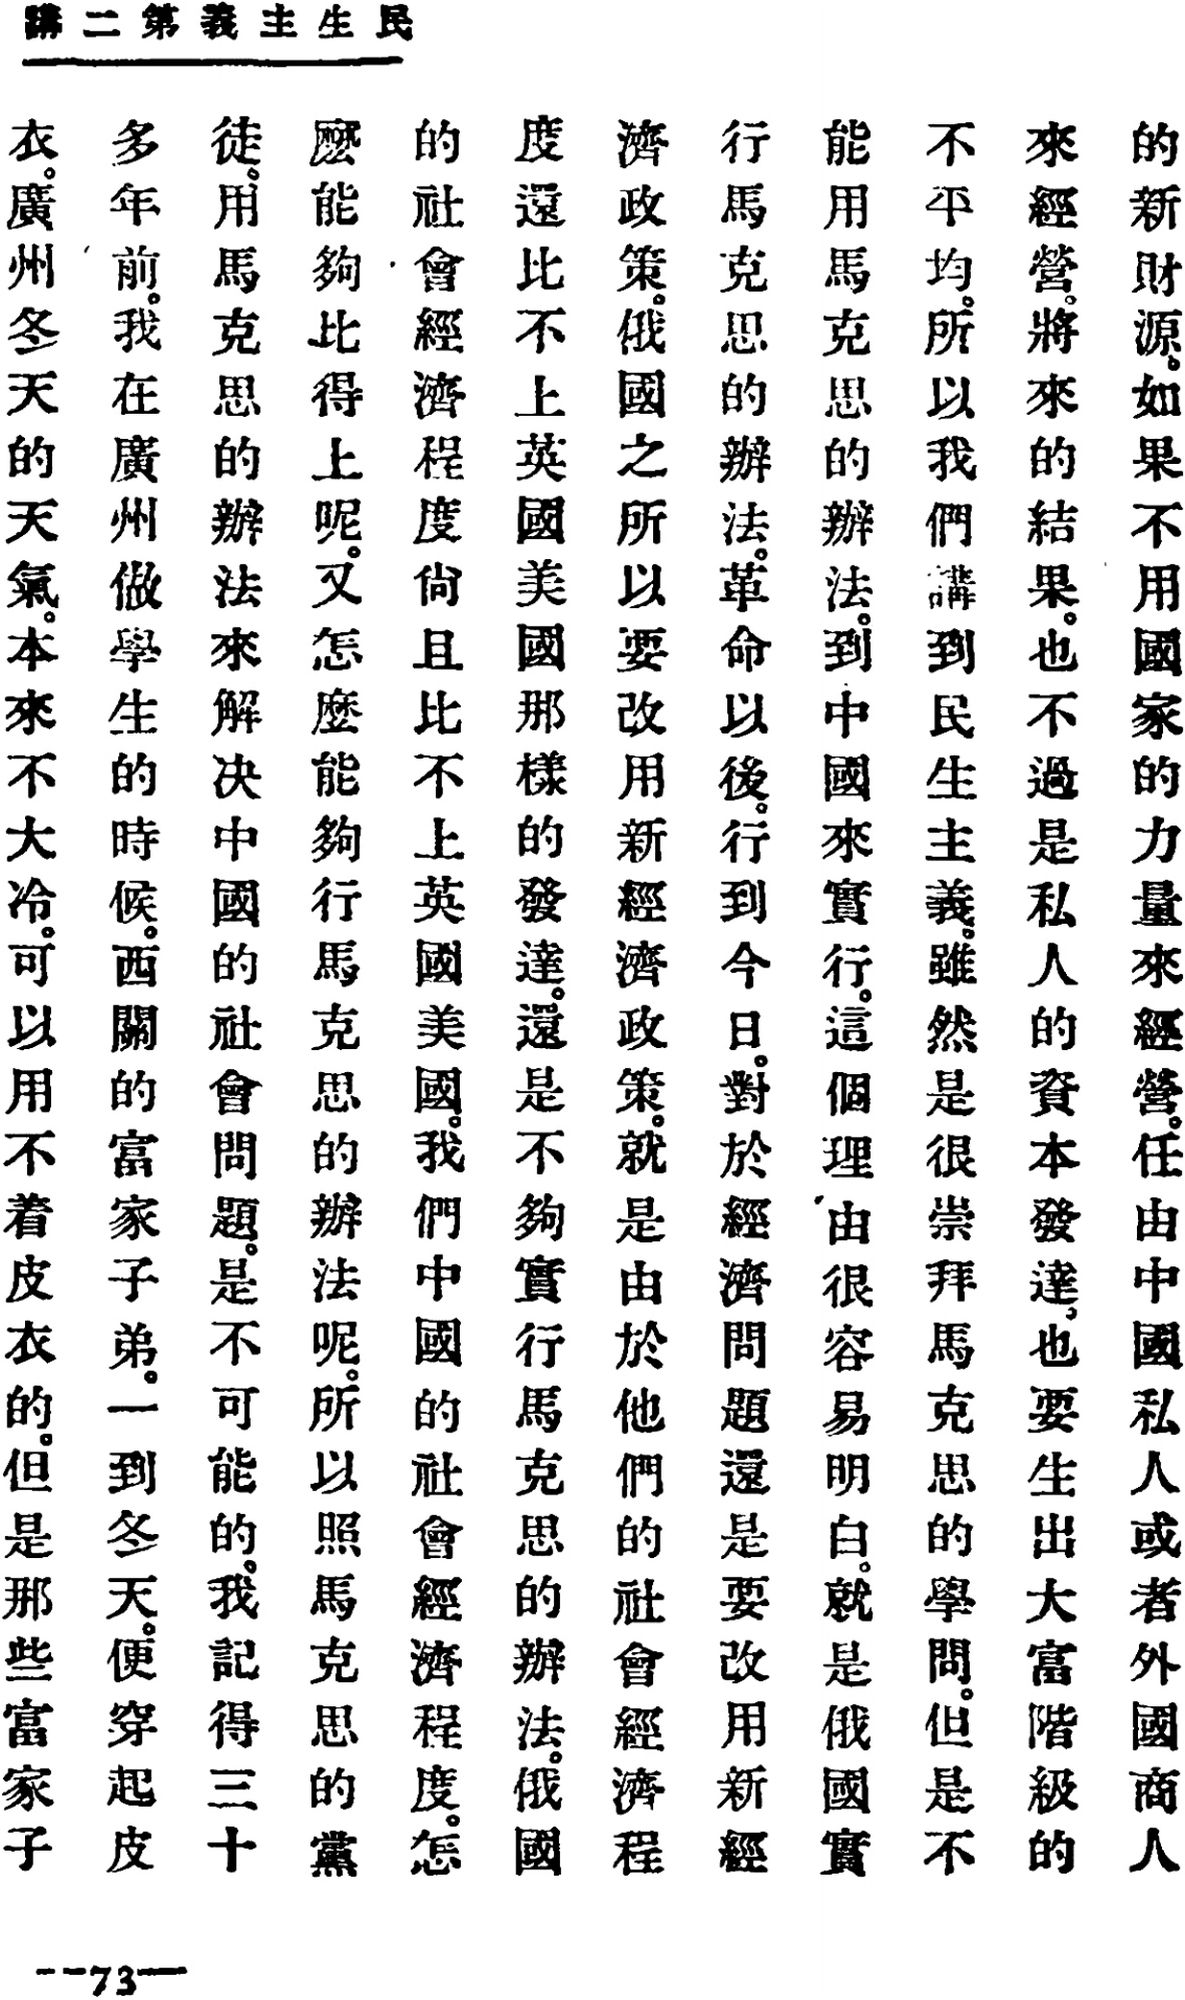 民生主義第二講
的新財源。如果不用國家的力量來經營。任由中國私人或者外國商人
來經營。將來的結果。也不過是私人的資本發達，也要生出大富階級的
不平均。所以我們講到民生主義。雖然是很崇拜馬克思的學問。但是不
能用馬克思的辦法。到中國來實行。這個理由很容易明白。就是俄國實
行馬克思的辦法。革命以後。行到今日。對於經濟問題還是要改用新經
濟政策。俄國之所以要改用新經濟政策。就是由於他們的社會經濟程
度還比不上英國美國那樣的發達。還是不夠實行馬克思的辦法。俄國
的社會經濟程度尙且比不上英國美國。我們中國的社會經濟程度。怎
麼能夠比得上呢。又怎麼能夠行馬克思的辦法呢。所以照馬克思的黨
徒。用馬克思的辦法來解决中國的社會問題。是不可能的。我記得三十
多年前。我在廣州做學生的時候。西關的富家子弟。一到冬天。便穿起皮
衣。廣州冬天的天氣。本來不大冷。可以用不着皮衣的。但是那些富家子
--73—